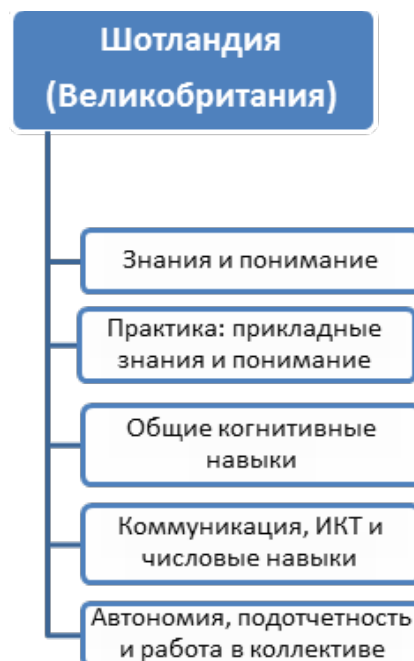 Шотландия
(Великобритания)
Знания и понимание
Практика: прикладные
знания и понимание
Общие когнитивные
навыки
Коммуникация, ИКТ и
числовые навыки
Автономия, подотчетность
и работа в коллективе